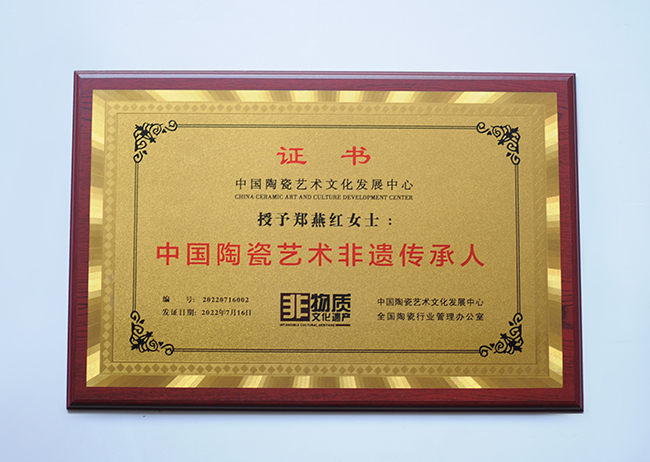 证 书
中国陶瓷艺术文化发展中心
CHINA CERAMIC ART AND CULTURE DEVELOPMENT CENTER
授予郑燕红女士：
中国陶瓷艺术非遗传承人
编 号: 20220716002
发证日期: 2022年7月16日
非物质
文化遗产
INTANGIBLE CULTURAL HERITAGE
中国陶瓷艺术文化发展中心
全国陶瓷行业管理办公室